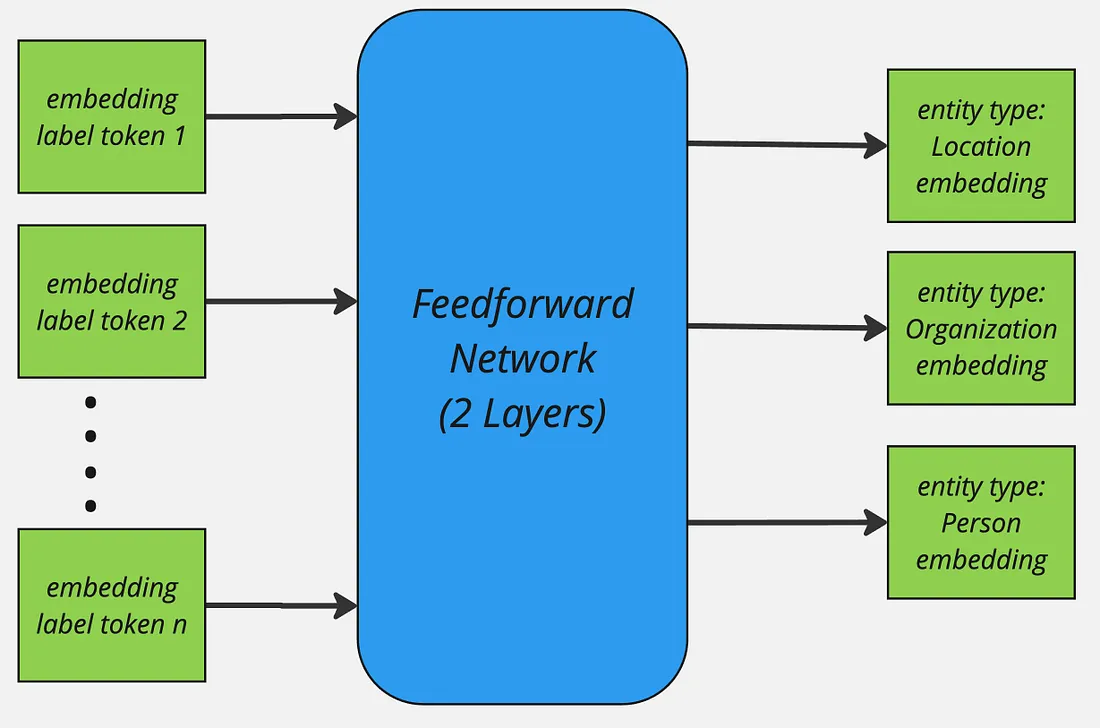 embedding
label token 1
embedding
label token 2
embedding
label token n
Feedforward
Network
(2 Layers)
entity type:
Location
embedding
entity type:
Organization
embedding
entity type:
Person
embedding